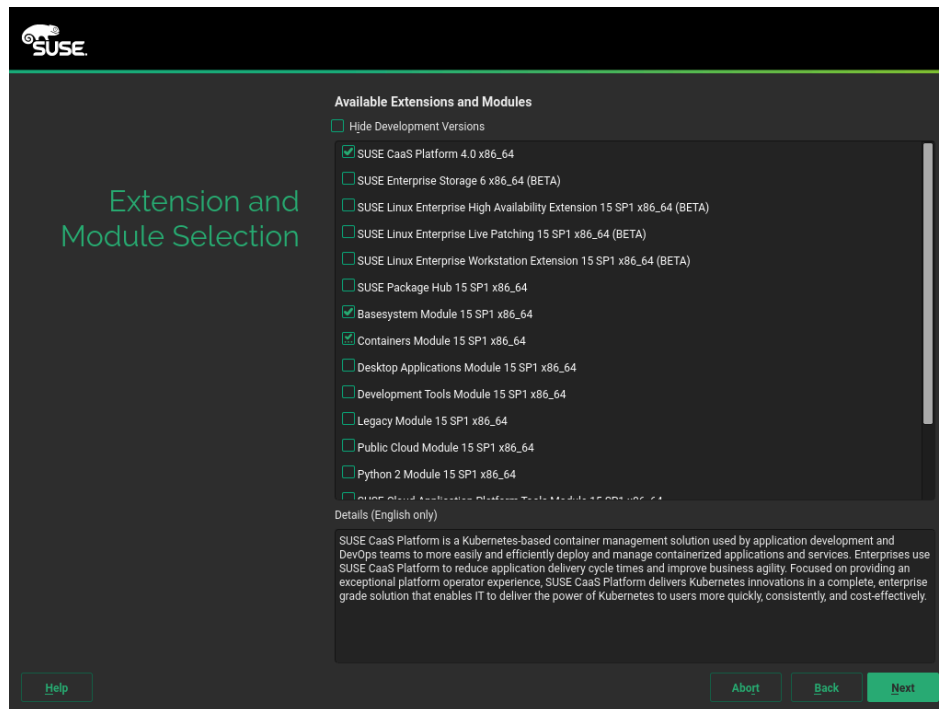 SUSE.
Extension and
Module Selection
Available Extensions and Modules
Hide Development Versions
SUSE CaaS Platform 4.0 x86_64
SUSE Enterprise Storage 6 x86_64 (BETA)
SUSE Linux Enterprise High Availability Extension 15 SP1 x86_64 (BETA)
SUSE Linux Enterprise Live Patching 15 SP1 x86_64 (BETA)
SUSE Linux Enterprise Workstation Extension 15 SP1 x86_64 (BETA)
SUSE Package Hub 15 SP1 x86_64
Basesystem Module 15 SP1 x86_64
Containers Module 15 SP1 x86_64
Desktop Applications Module 15 SP1 x86_64
Development Tools Module 15 SP1 x86_64
Legacy Module 15 SP1 x86_64
Public Cloud Module 15 SP1 x86_64
Python 2 Module 15 SP1 x86_64
SUSE Cloud Application Platform Tools Module 15 SP1 x86_64
Details (English only)
SUSE CaaS Platform is a Kubernetes-based container management solution used by application development and
DevOps teams to more easily and efficiently deploy and manage containerized applications and services. Enterprises use
SUSE CaaS Platform to reduce application delivery cycle times and improve business agility. Focused on providing an
exceptional platform operator experience, SUSE CaaS Platform delivers Kubernetes innovations in a complete, enterprise
grade solution that enables IT to deliver the power of Kubernetes to users more quickly, consistently, and cost-effectively.
Help
Abort
Back
Next